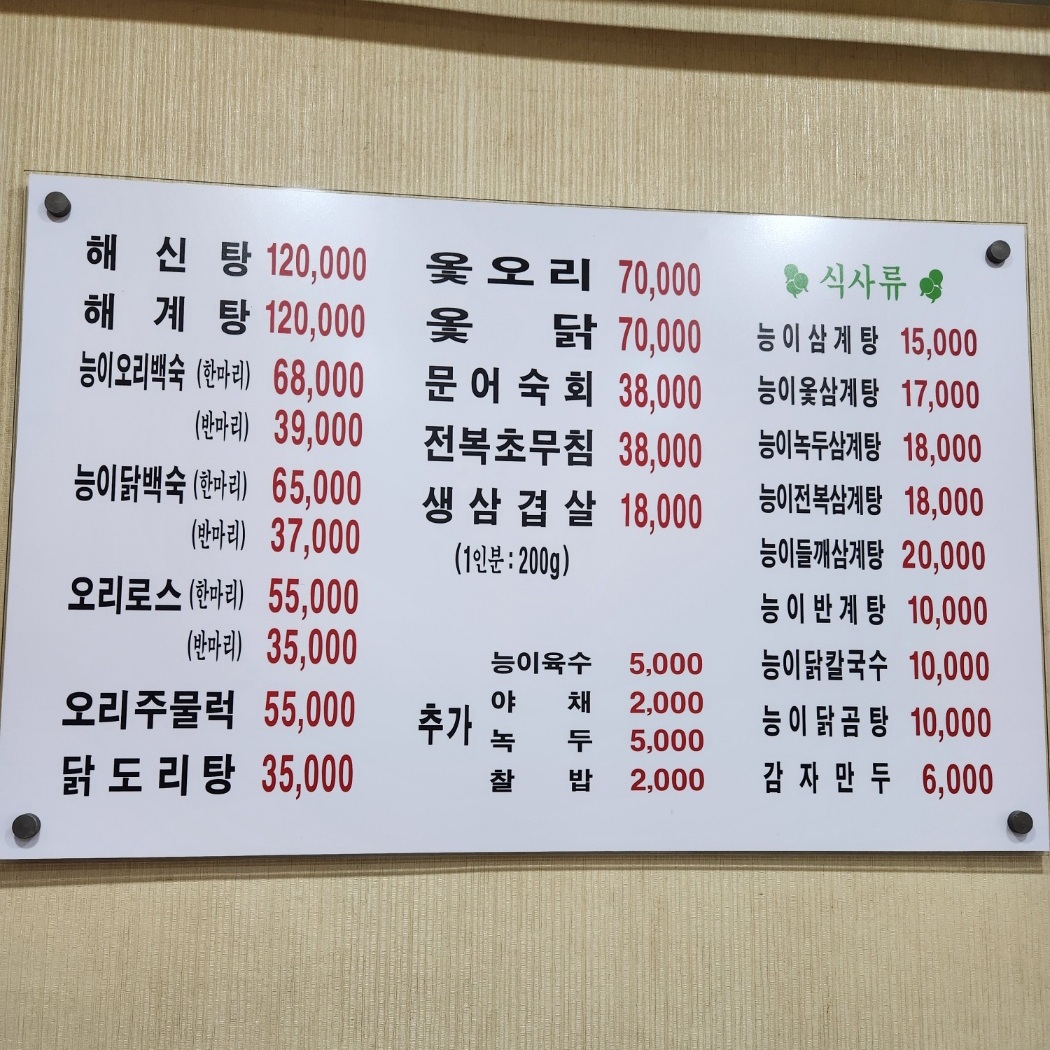 해신탕 120,000
해계탕 120,000
능이오리백숙 (한마리) 68,000
(반마리) 39,000
능이닭백숙 (한마리) 65,000
(반마리) 37,000
오리로스 (한마리) 55,000
(반마리) 35,000
오리주물럭 55,000
닭도리탕 35,000
옻오리 70,000
옻닭 70,000
문어숙회 38,000
전복초무침 38,000
생삼겹살 18,000
(1인분:200g)
추가
능이육수 5,000
야채 2,000
녹두 5,000
찰밥 2,000
식사류
능이삼계탕 15,000
능이옻삼계탕 17,000
능이녹두삼계탕 18,000
능이전복삼계탕 18,000
능이들깨삼계탕 20,000
능이반계탕 10,000
능이닭칼국수 10,000
능이닭곰탕 10,000
감자만두 6,000